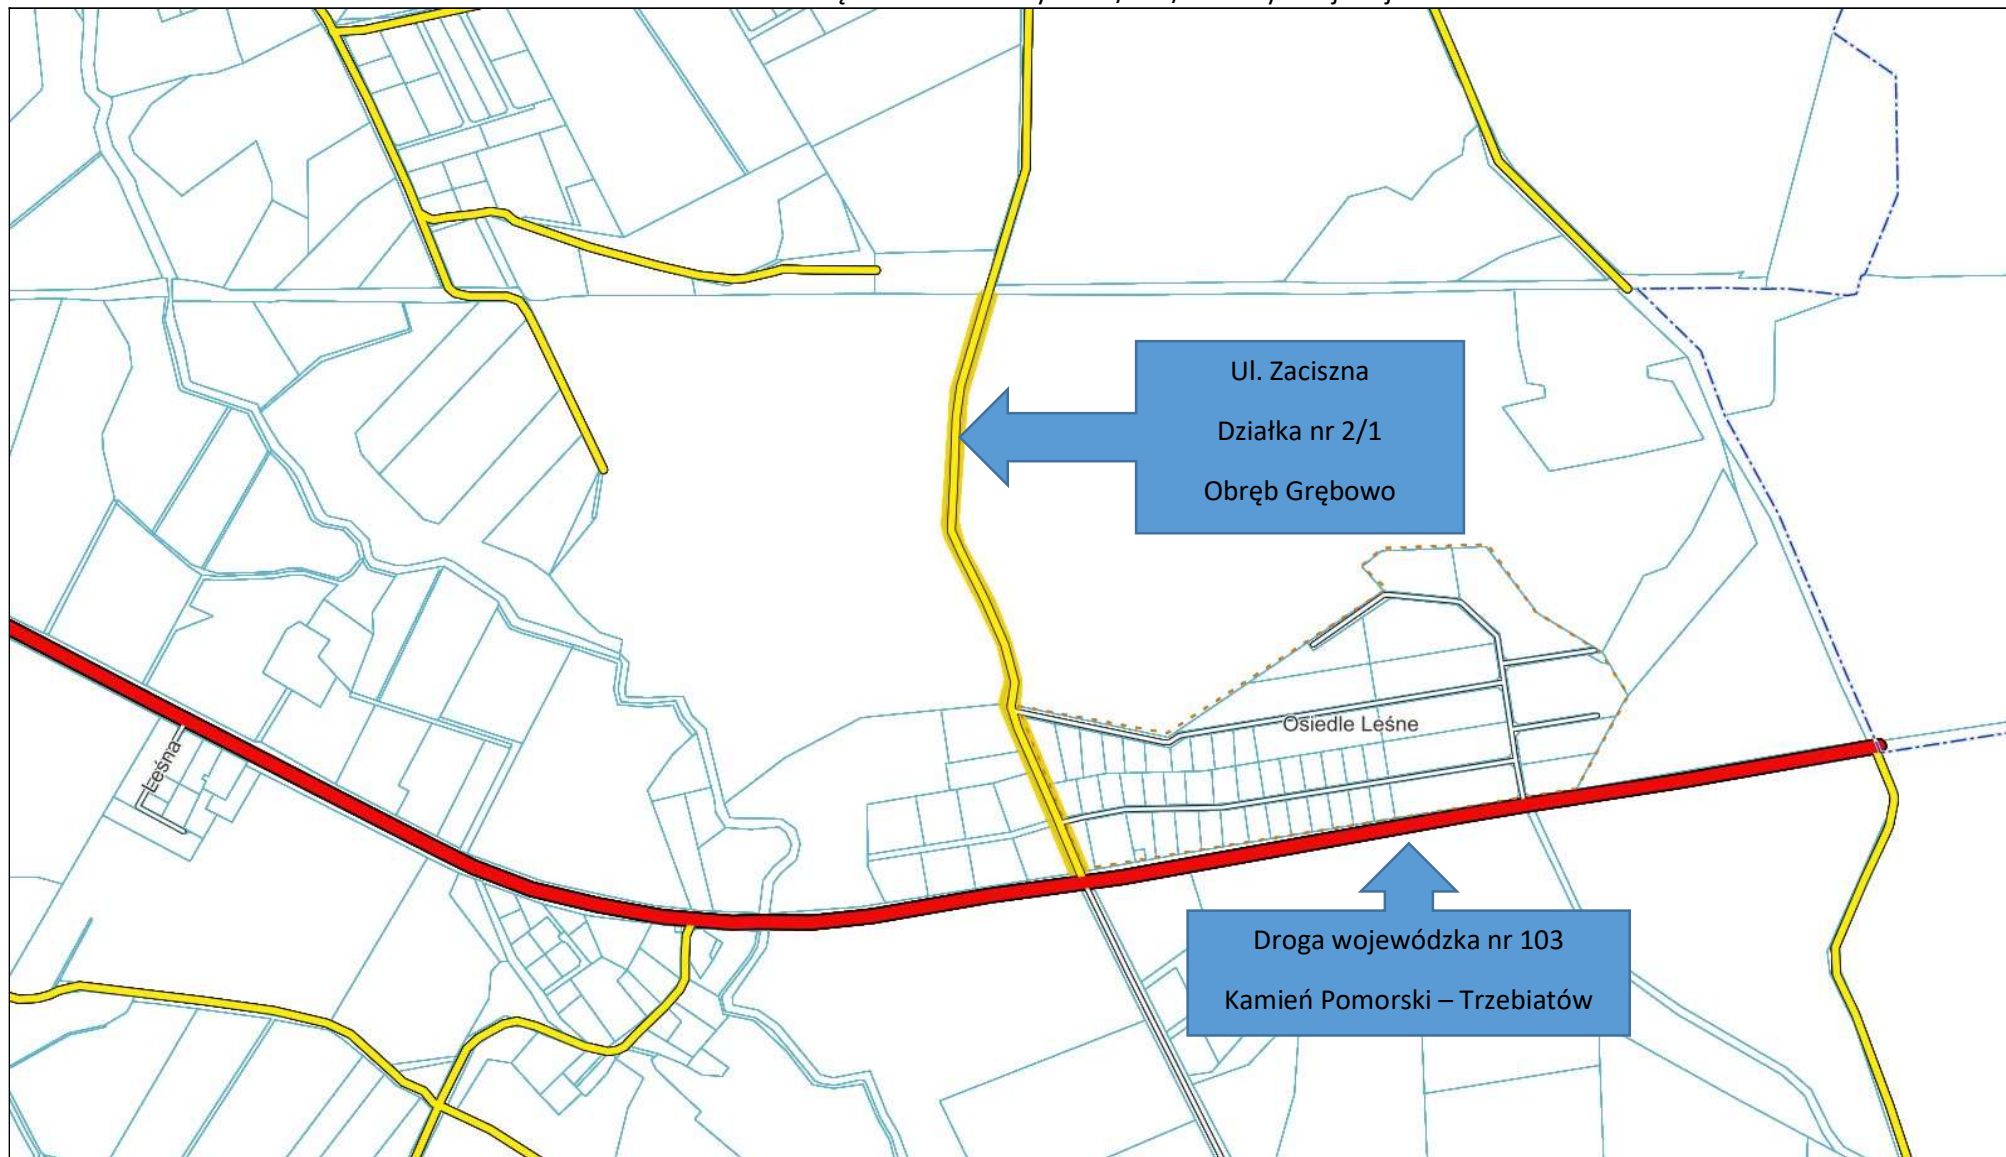 Ul. Zaciszna
Działka nr 2/1
Obręb Grębowo
Osiedle Leśne
Leśna
Droga wojewódzka nr 103
Kamień Pomorski – Trzebiatów